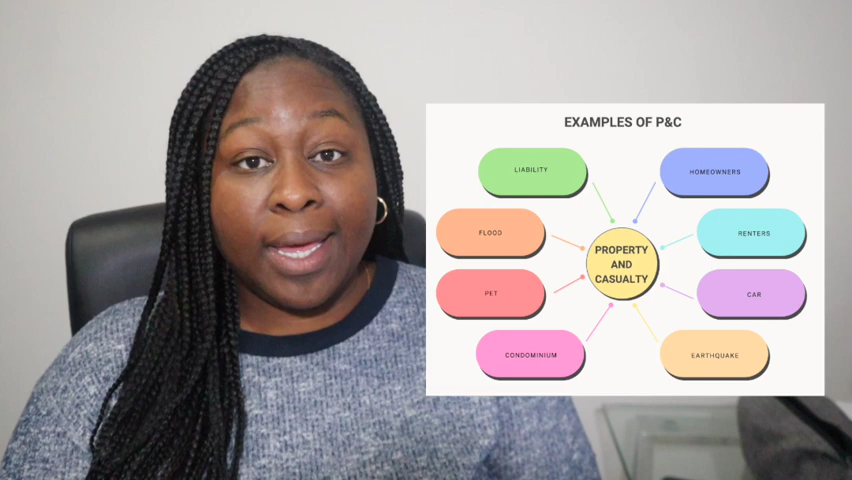 EXAMPLES OF P&C
LIABILITY
HOMEOWNERS
FLOOD
RENTERS
PROPERTY
AND
CASUALTY
PET
CAR
CONDOMINIUM
EARTHQUAKE